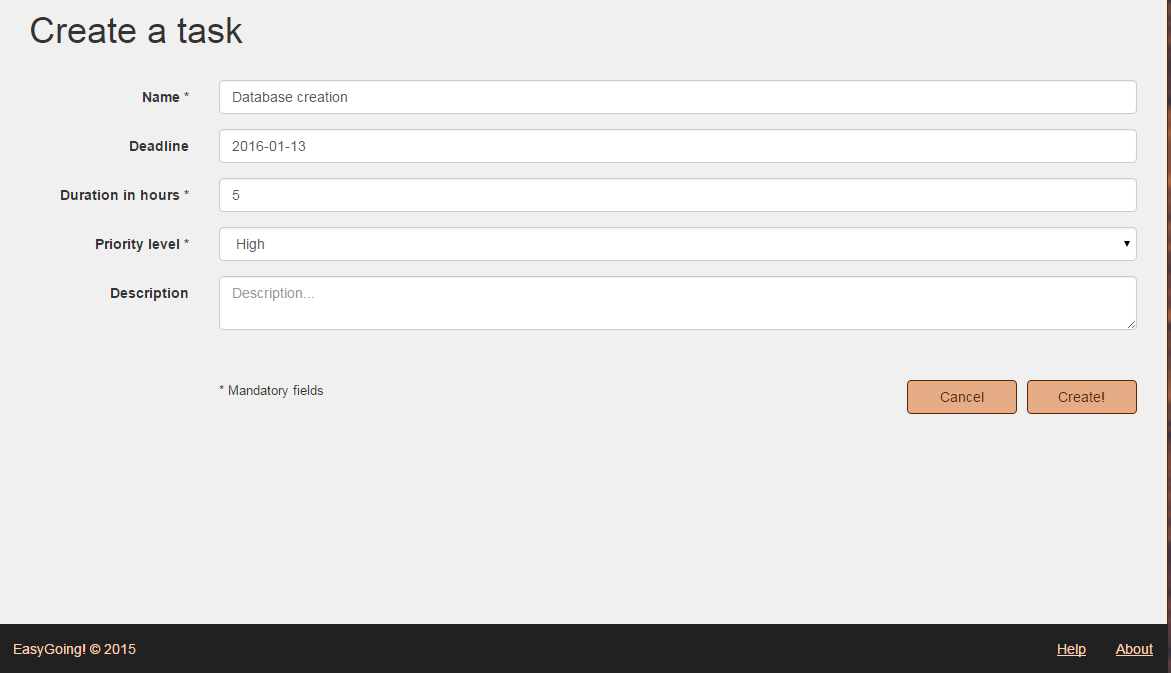 Create a task
Name * Database creation
Deadline 2016-01-13
Duration in hours * 5
Priority level * High
Description Description...
* Mandatory fields Cancel Create!
EasyGoing! © 2015 Help About